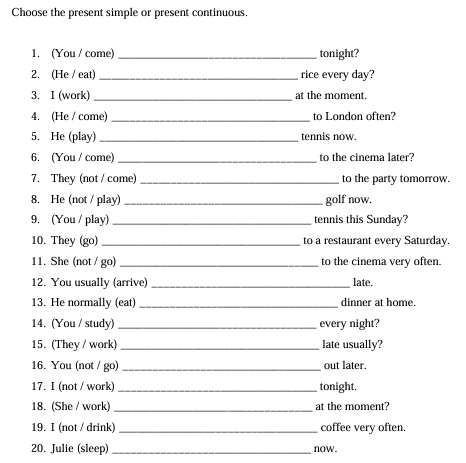 Choose the present simple or present continuous.
1. (You / come) ________________________________ tonight?
2. (He / eat) ________________________________ rice every day?
3. I (work) ________________________________ at the moment.
4. (He / come) ________________________________ to London often?
5. He (play) ________________________________ tennis now.
6. (You / come) ________________________________ to the cinema later?
7. They (not / come) ________________________________ to the party tomorrow.
8. He (not / play) ________________________________ golf now.
9. (You / play) ________________________________ tennis this Sunday?
10. They (go) ________________________________ to a restaurant every Saturday.
11. She (not / go) ________________________________ to the cinema very often.
12. You usually (arrive) ________________________________ late.
13. He normally (eat) ________________________________ dinner at home.
14. (You / study) ________________________________ every night?
15. (They / work) ________________________________ late usually?
16. You (not / go) ________________________________ out later.
17. I (not / work) ________________________________ tonight.
18. (She / work) ________________________________ at the moment?
19. I (not / drink) ________________________________ coffee very often.
20. Julie (sleep) ________________________________ now.